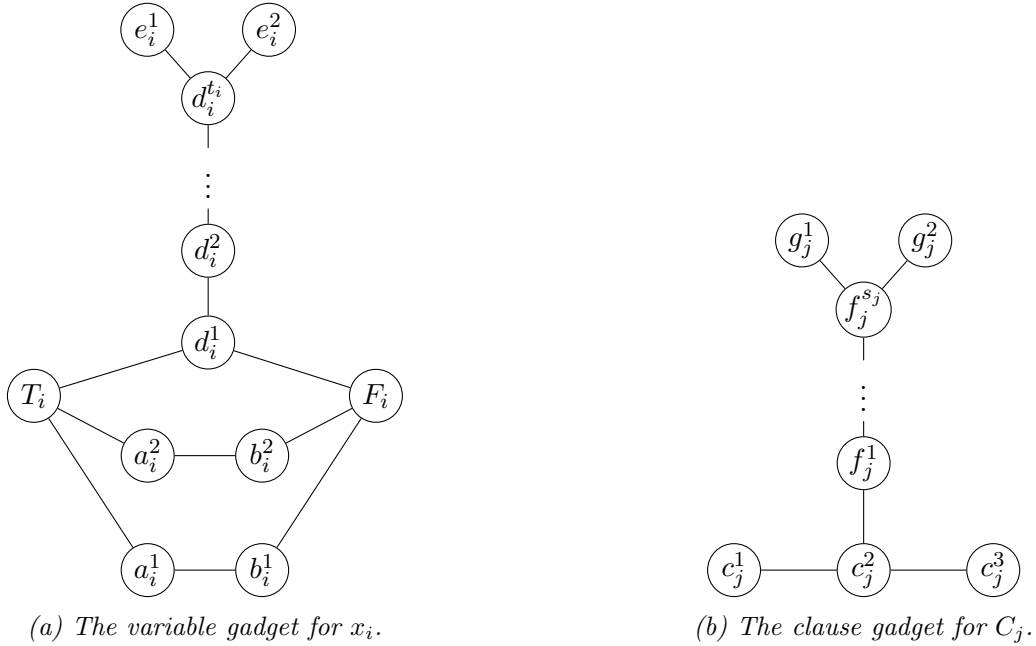 e_i^1 e_i^2
d_i^{t_i}
⋮
d_i^2
g_j^1 g_j^2
f_j^{s_j}
d_i^1
T_i F_i
⋮
a_i^2 b_i^2
f_j^1
a_i^1 b_i^1
c_j^1 c_j^2 c_j^3
(a) The variable gadget for x_i.
(b) The clause gadget for C_j.